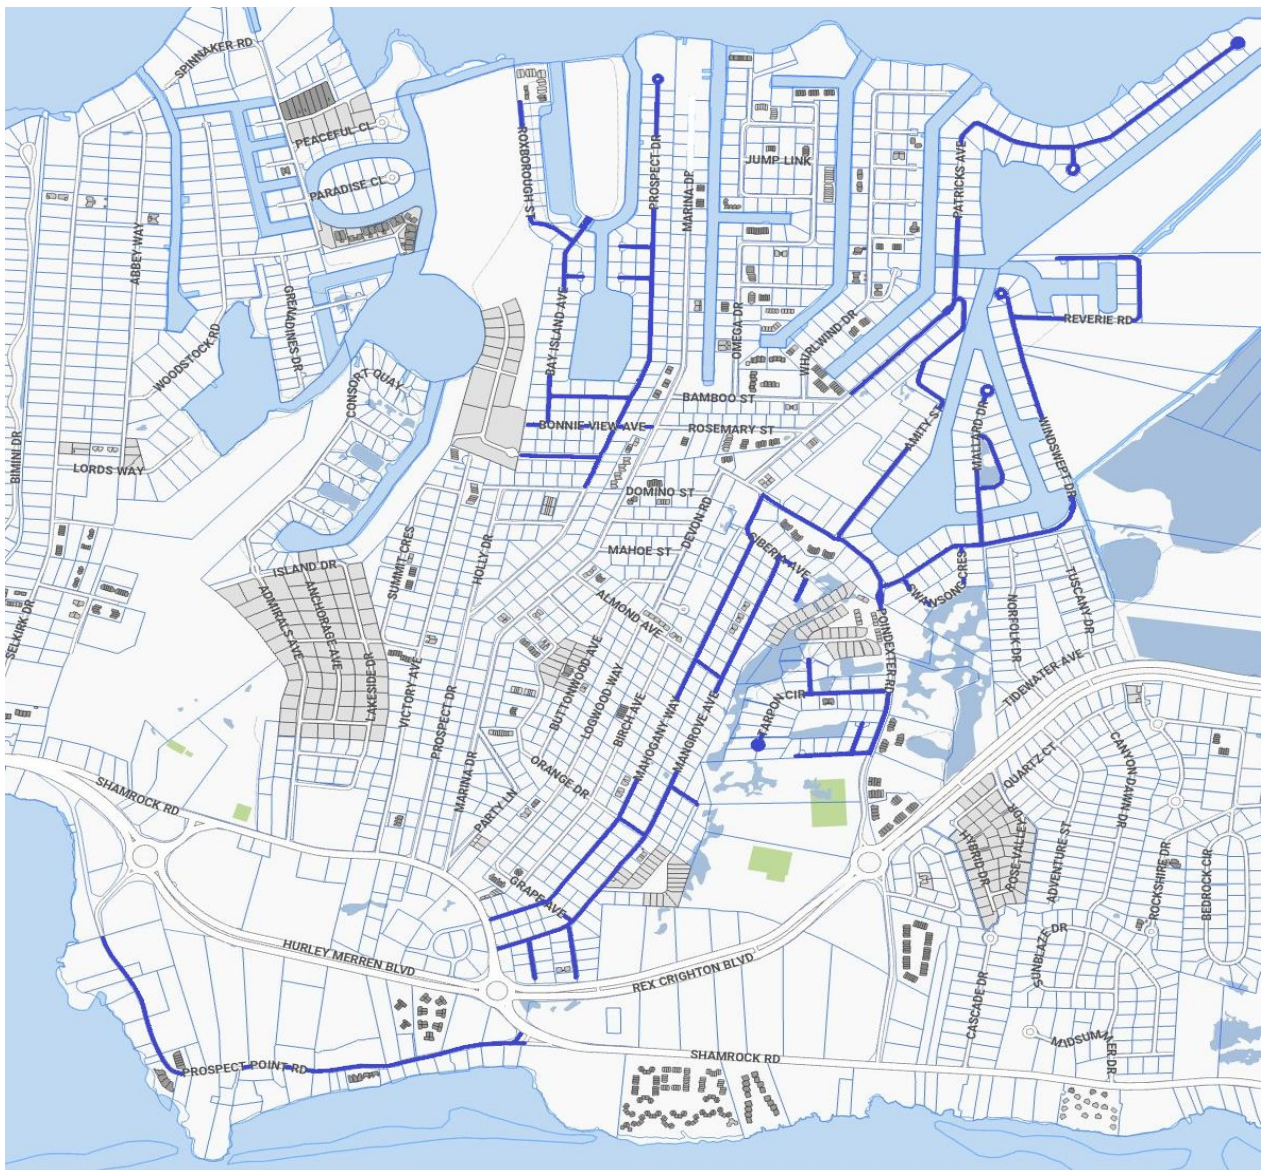 SPINNAKER RD
PEACEFUL CL
PARADISE CL
ROXBOROUGH ST
PROSPECT DR
MARINA DR
JUMP LINK
PATRICKS AVE
ABBEY WAY
GRENADINES DR
WOODSTOCK RD
CONSORT QUAY
BAY ISLAND AVE
OMEGA DR
WHIRLWIND DR
REVERIE RD
BAMBOO ST
BONNIE VIEW AVE
ROSEMARY ST
AMITY ST
MALLARD DR
WINDSWEPT DR
BIMINI DR
LORDS WAY
DOMINO ST
DEVON RD
MAHOE ST
SIBERIA AVE
SWANSONG CRES
SUMMIT CRES
HOLLY DR
ISLAND DR
ADMIRALS AVE
ANCHORAGE AVE
LAKESIDE DR
SELKIRK DR
ALMOND AVE
POINDEXTER RD
NORFOLK DR
TUSCANY DR
TIDEWATER AVE
VICTORY AVE
PROSPECT DR
MARINA DR
BUTTONWOOD AVE
LOGWOOD WAY
BIRCH AVE
MAHOGANY WAY
MANGROVE AVE
TARPON CIR
ORANGE DR
PARTY LN
SHAMROCK RD
QUARTZ CT
CANYON DAWN DR
HYBRID DR
ROSE VALLEY DR
ADVENTURE ST
ROCKSHIRE DR
BEDROCK CIR
GRAPE AVE
HURLEY MERREN BLVD
REX CRIGHTON BLVD
SUNBLAZE DR
CASCADE DR
MIDSUMMER DR
PROSPECT POINT RD
SHAMROCK RD